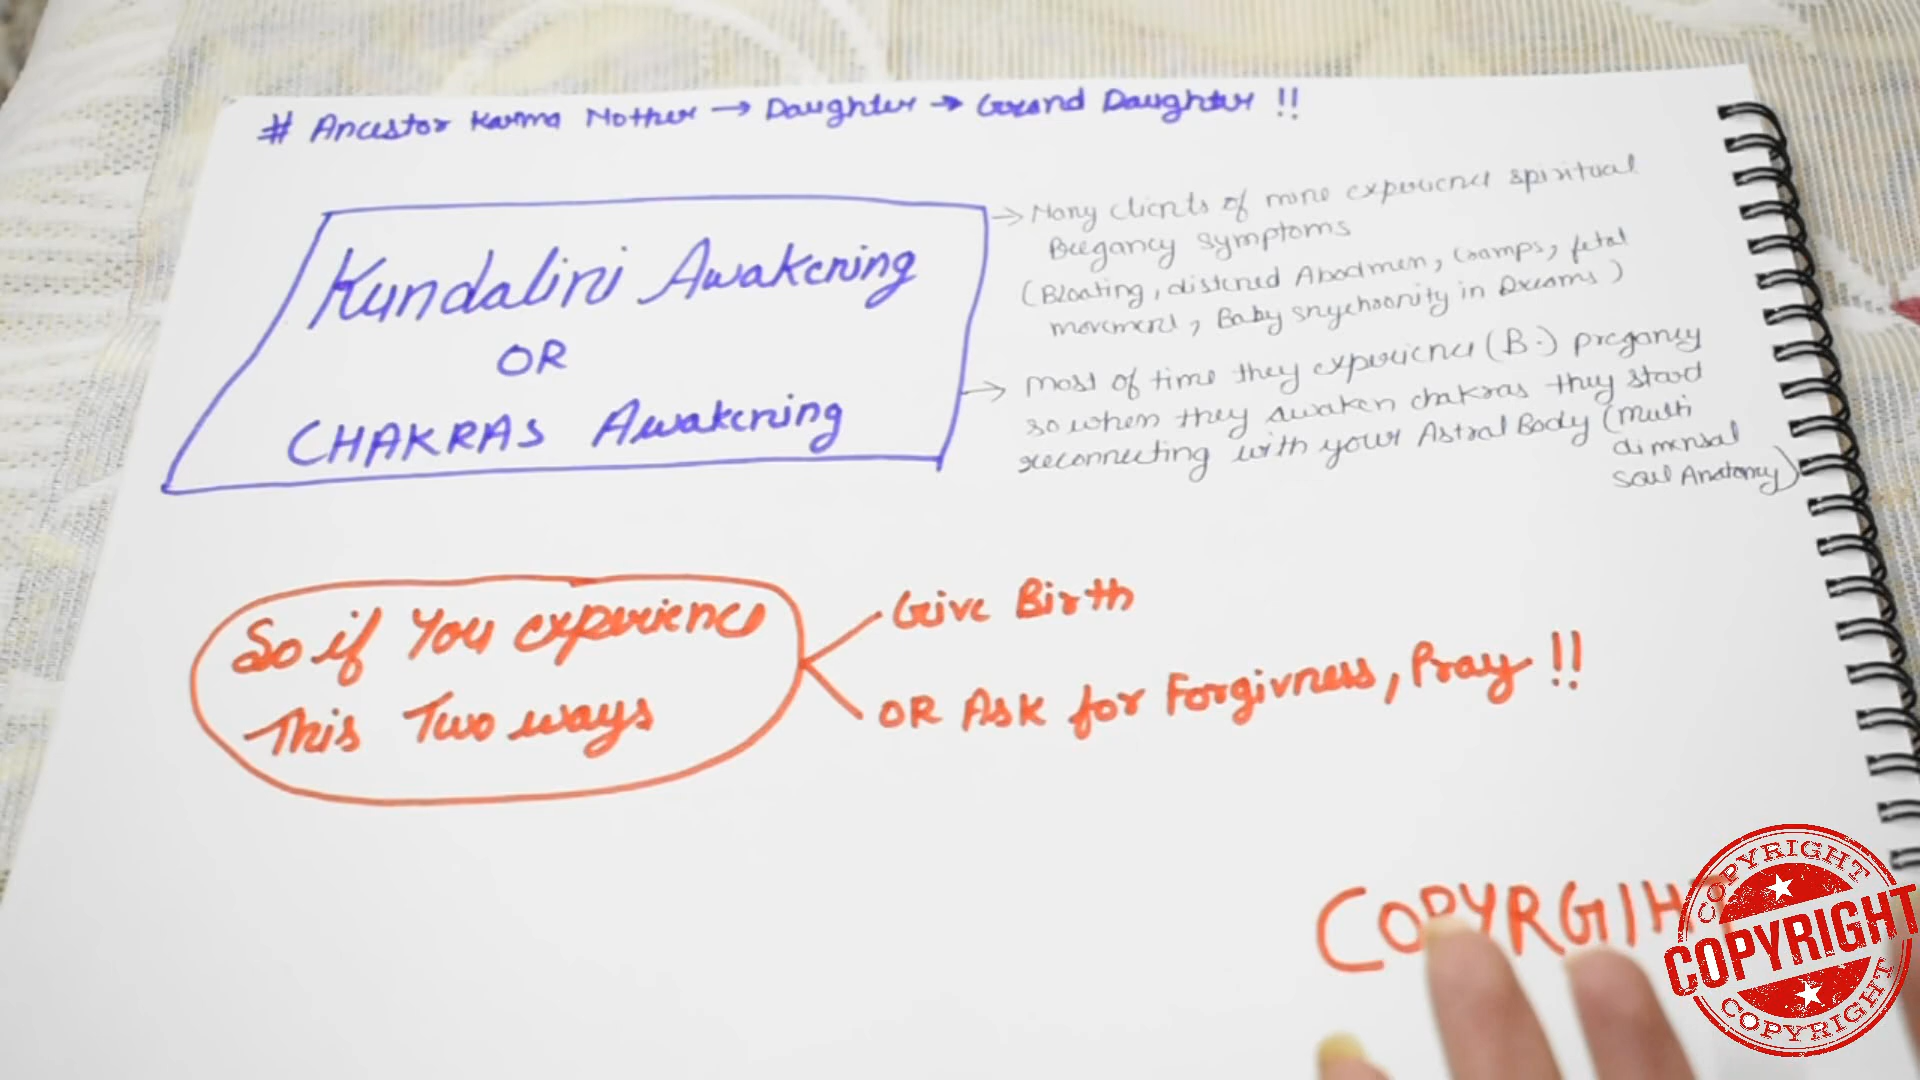 # Ancestor Karma Mother → Daughter → Grand Daughter !!
Kundalini Awakening
OR
CHAKRAS Awakening
→ Many clients of mine experience spiritual
Pregancy symptoms
(Bloating, distened Abodmen, cramps, fetal
movement, Baby snychoonity in Dreams)
→ most of time they experience (B.) pregancy
so when they awaken chakras they start
reconnecting with your Astral Body (multi
dimensal
Soul Anatomy)
So if You experience
This Two ways
Give Birth
OR Ask for Forgivness, Pray !!
COPYRGIHT
COPYRIGHT
COPYRIGHT
COPYRIGHT